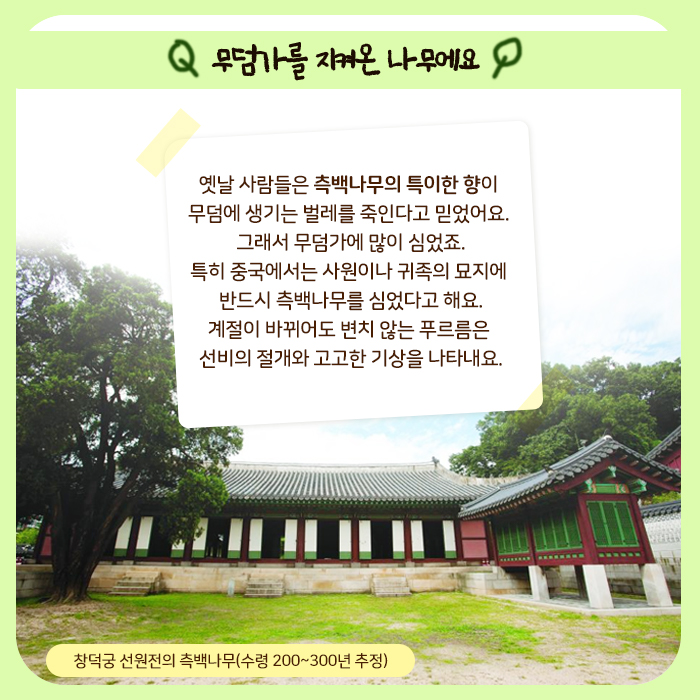 무덤가를 지켜온 나무에요
옛날 사람들은 측백나무의 특이한 향이
무덤에 생기는 벌레를 죽인다고 믿었어요.
그래서 무덤가에 많이 심었죠.
특히 중국에서는 사원이나 귀족의 묘지에
반드시 측백나무를 심었다고 해요.
계절이 바뀌어도 변치 않는 푸르름은
선비의 절개와 고고한 기상을 나타내요.
창덕궁 선원전의 측백나무(수령 200~300년 추정)